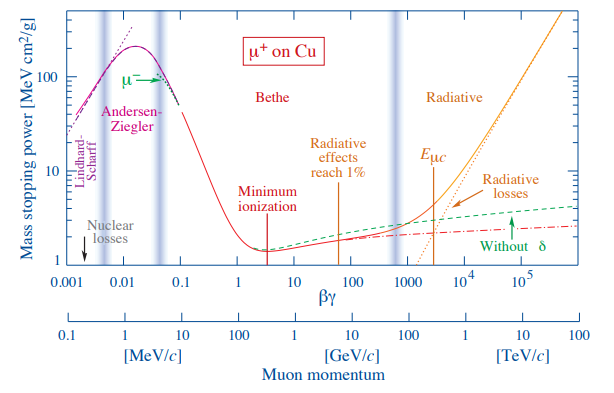 Mass stopping power [MeV cm²/g]
100
10
1
μ⁺ on Cu
μ⁻
Bethe
Radiative
Andersen-
Ziegler
Lindhard-
Scharff
Radiative
effects
reach 1%
Eμc
Radiative
losses
Minimum
ionization
Nuclear
losses
Without δ
0.001 0.01 0.1 1 10 100 1000 10⁴ 10⁵
βγ
0.1 1 10 100 1 10 100 1 10 100
[MeV/c] [GeV/c] [TeV/c]
Muon momentum